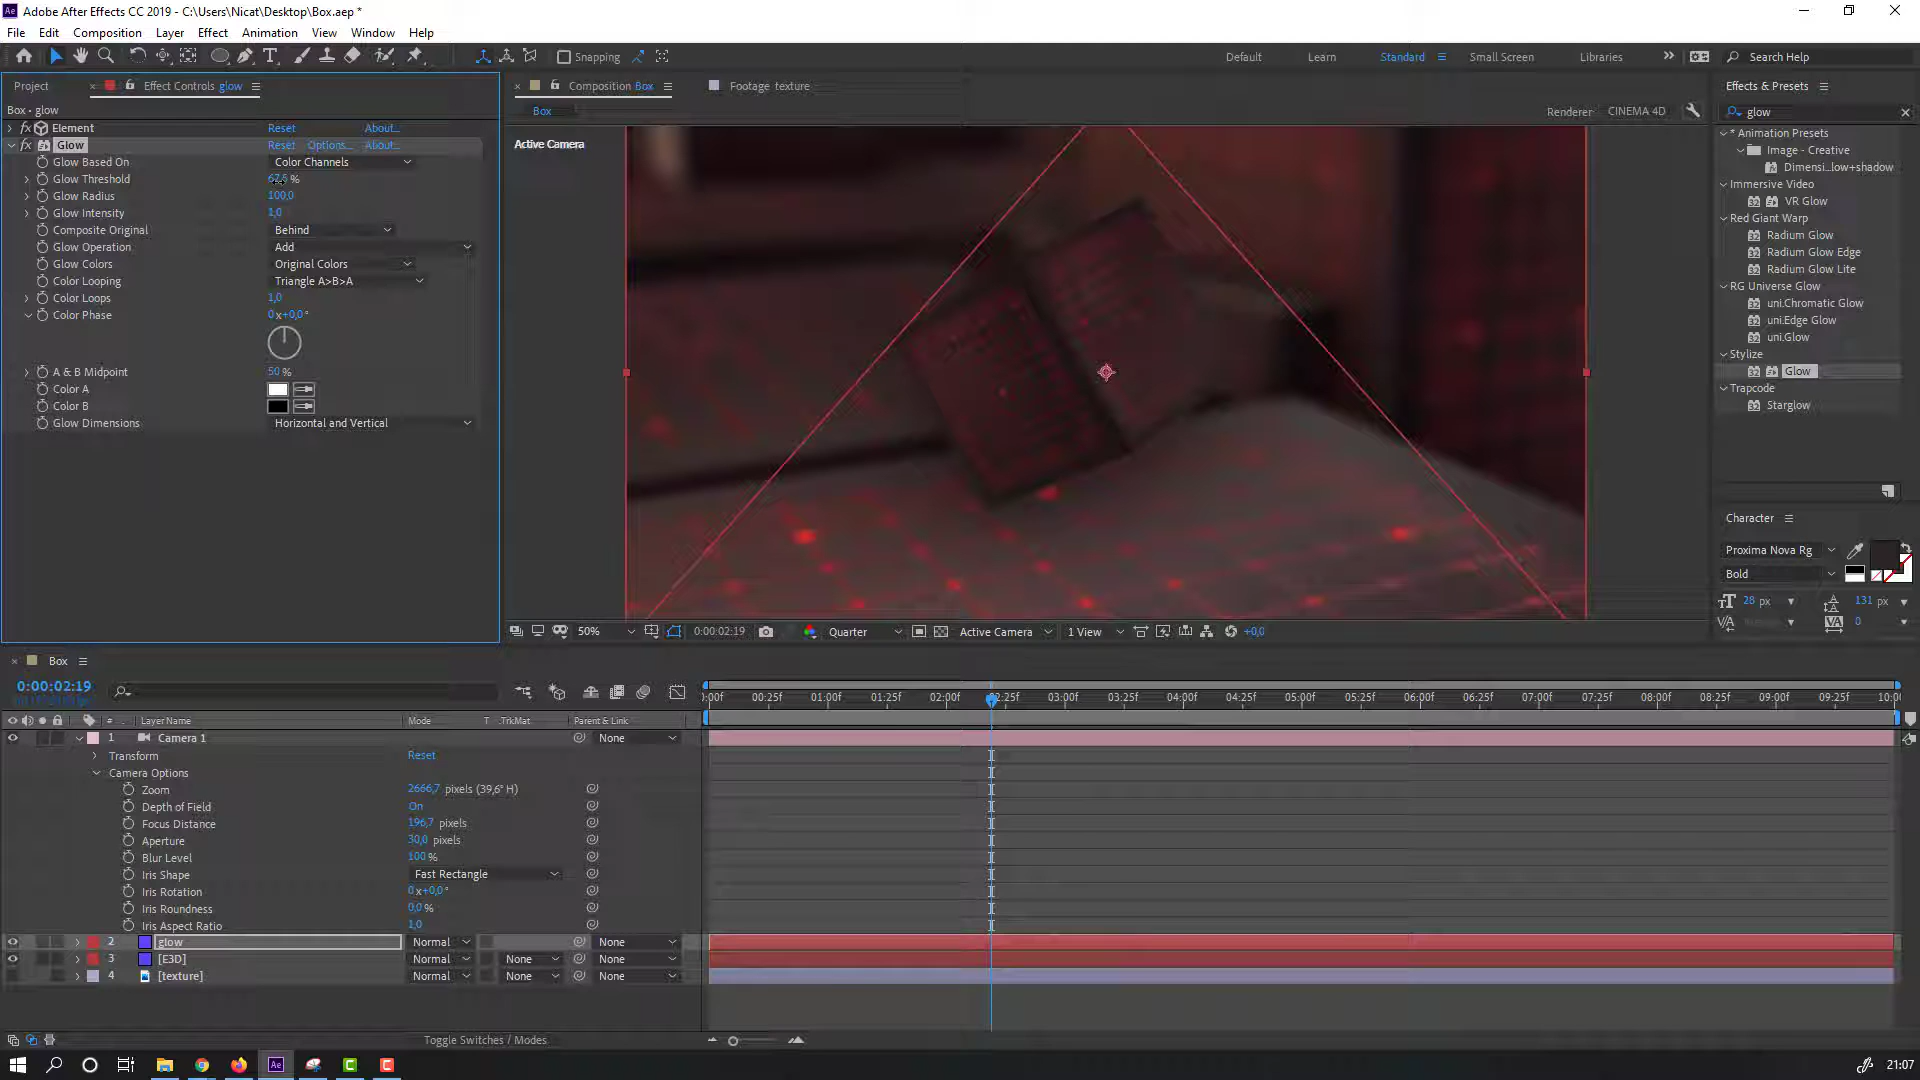 Adobe After Effects CC 2019 - C:\Users\Nicat\Desktop\Box.aep *
File Edit Composition Layer Effect Animation View Window Help
Snapping
Default Learn Standard Small Screen Libraries
Search Help
Project
Effect Controls glow
Box • glow
Element Reset About...
Glow Reset Options... About...
Glow Based On Color Channels
Glow Threshold %
Glow Radius 100,0
Glow Intensity 1,0
Composite Original Behind
Glow Operation Add
Glow Colors Original Colors
Color Looping Triangle A>B>A
Color Loops 1,0
Color Phase 0 x+0,0 °
A & B Midpoint 50 %
Color A
Color B
Glow Dimensions Horizontal and Vertical
Composition Box
Footage texture
Box
Renderer: CINEMA 4D
Active Camera
50% 0:00:02:19 Quarter Active Camera 1 View +0,0
Effects & Presets
glow
* Animation Presets
Image - Creative
Dimensi...low+shadow
Immersive Video
VR Glow
Red Giant Warp
Radium Glow
Radium Glow Edge
Radium Glow Lite
RG Universe Glow
uni.Chromatic Glow
uni.Edge Glow
uni.Glow
Stylize
Glow
Trapcode
Starglow
Character
Proxima Nova Rg
Bold
28 px 131 px
0
Box
0:00:02:19
):00f 00:25f 01:00f 01:25f 02:00f 02:25f 03:00f 03:25f 04:00f 04:25f 05:00f 05:25f 06:00f 06:25f 07:00f 07:25f 08:00f 08:25f 09:00f 09:25f 10:0
# Layer Name Mode T .TrkMat Parent & Link
1 Camera 1 None
Transform Reset
Camera Options
Zoom 2666,7 pixels (39,6° H)
Depth of Field On
Focus Distance 196,7 pixels
Aperture 30,0 pixels
Blur Level 100 %
Iris Shape Fast Rectangle
Iris Rotation 0 x+0,0 °
Iris Roundness 0,0 %
Iris Aspect Ratio 1,0
2 glow Normal None
3 [E3D] Normal None None
4 [texture] Normal None None
Toggle Switches / Modes
21:07